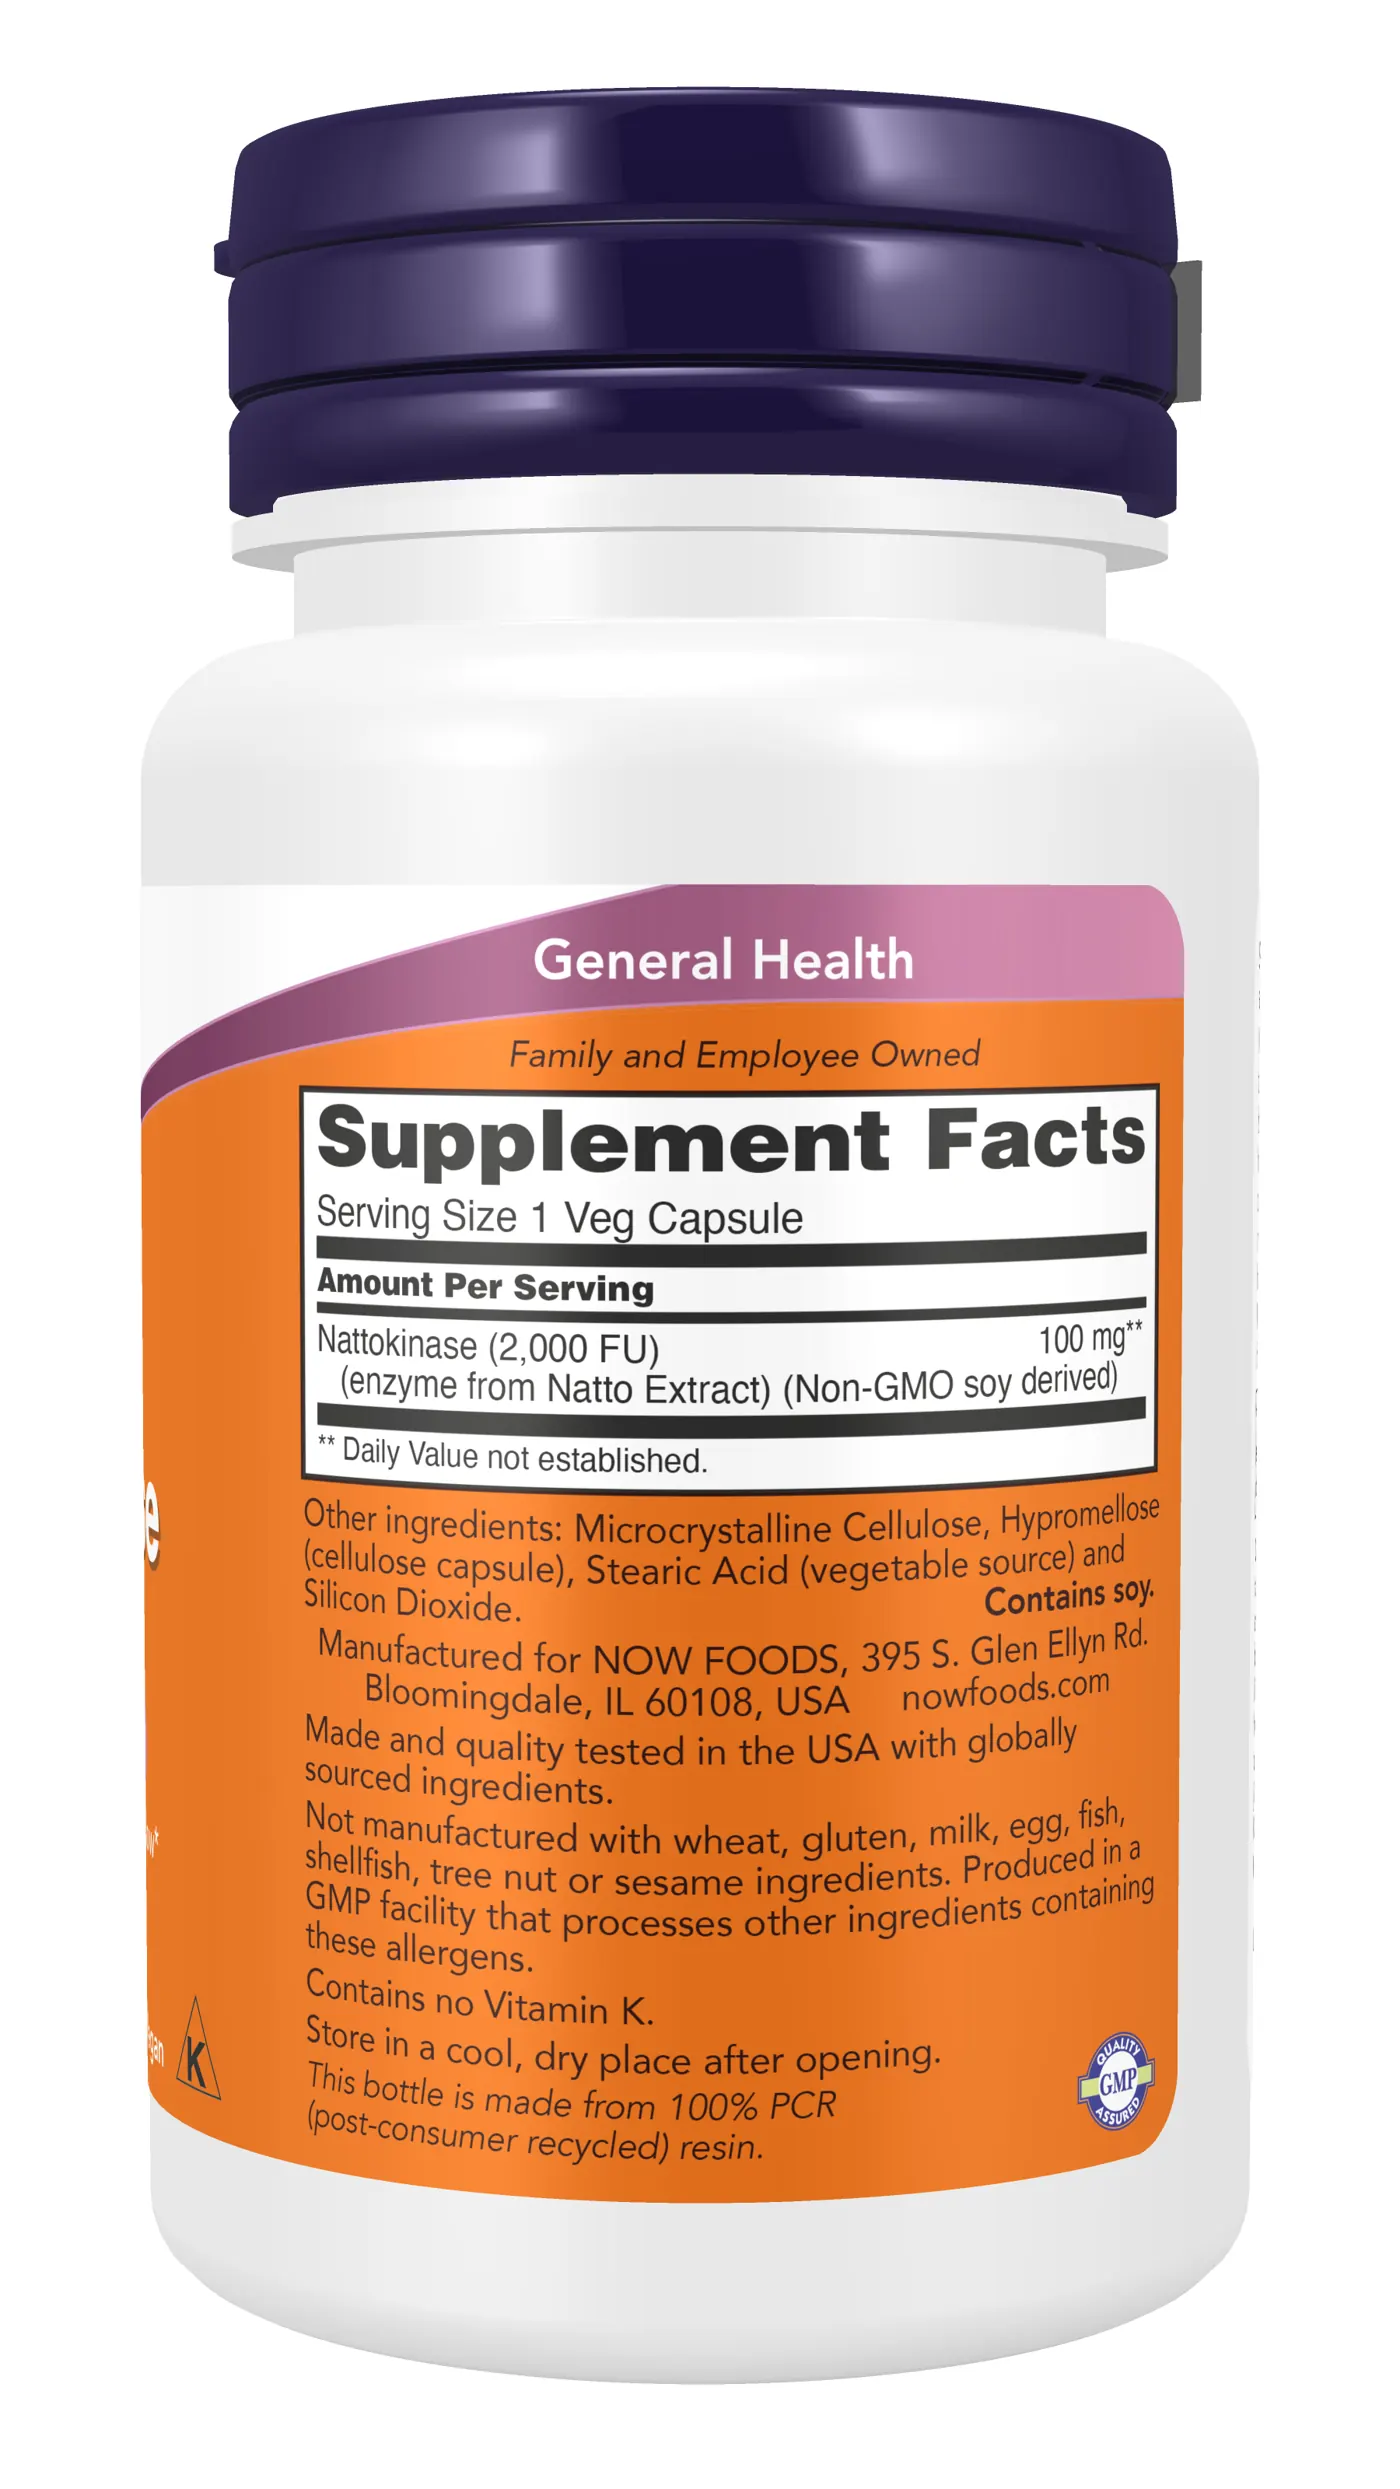 General Health
Family and Employee Owned
Supplement Facts
Serving Size 1 Veg Capsule
Amount Per Serving
Nattokinase (2,000 FU) 100 mg**
(enzyme from Natto Extract) (Non-GMO soy derived)
** Daily Value not established.
Other ingredients: Microcrystalline Cellulose, Hypromellose
(cellulose capsule), Stearic Acid (vegetable source) and
Silicon Dioxide. Contains soy.
Manufactured for NOW FOODS, 395 S. Glen Ellyn Rd.
Bloomingdale, IL 60108, USA nowfoods.com
Made and quality tested in the USA with globally
sourced ingredients.
Not manufactured with wheat, gluten, milk, egg, fish,
shellfish, tree nut or sesame ingredients. Produced in a
GMP facility that processes other ingredients containing
these allergens.
Contains no Vitamin K.
Store in a cool, dry place after opening.
This bottle is made from 100% PCR
(post-consumer recycled) resin.
K
QUALITY
GMP
ASSURED